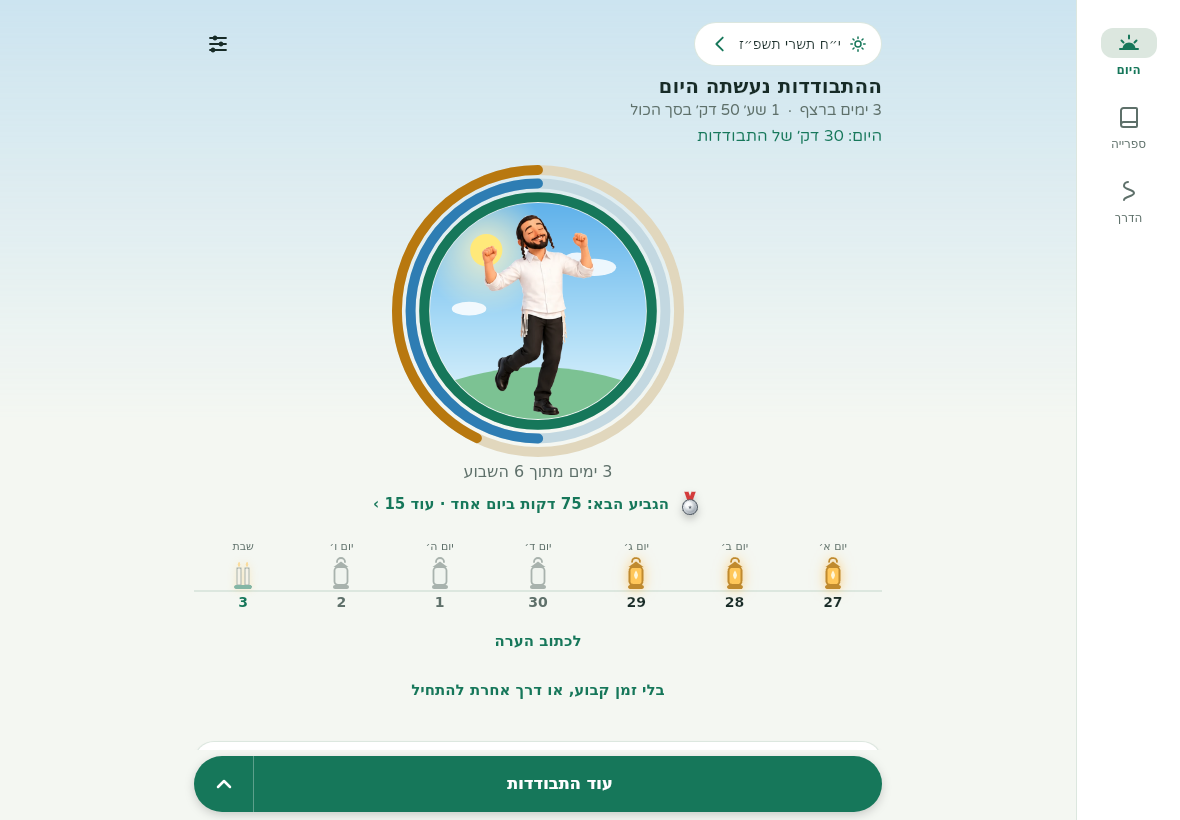 היום
ספרייה
הדרך
י״ח תשרי תשפ״ז
ההתבודדות נעשתה היום
3 ימים ברצף · 1 שע׳ 50 דק׳ בסך הכול
היום: 30 דק׳ של התבודדות
3 ימים מתוך 6 השבוע
הגביע הבא: 75 דקות ביום אחד · עוד 15 ›
יום א׳ יום ב׳ יום ג׳ יום ד׳ יום ה׳ יום ו׳ שבת
27 28 29 30 1 2 3
לכתוב הערה
בלי זמן קבוע, או דרך אחרת להתחיל
עוד התבודדות